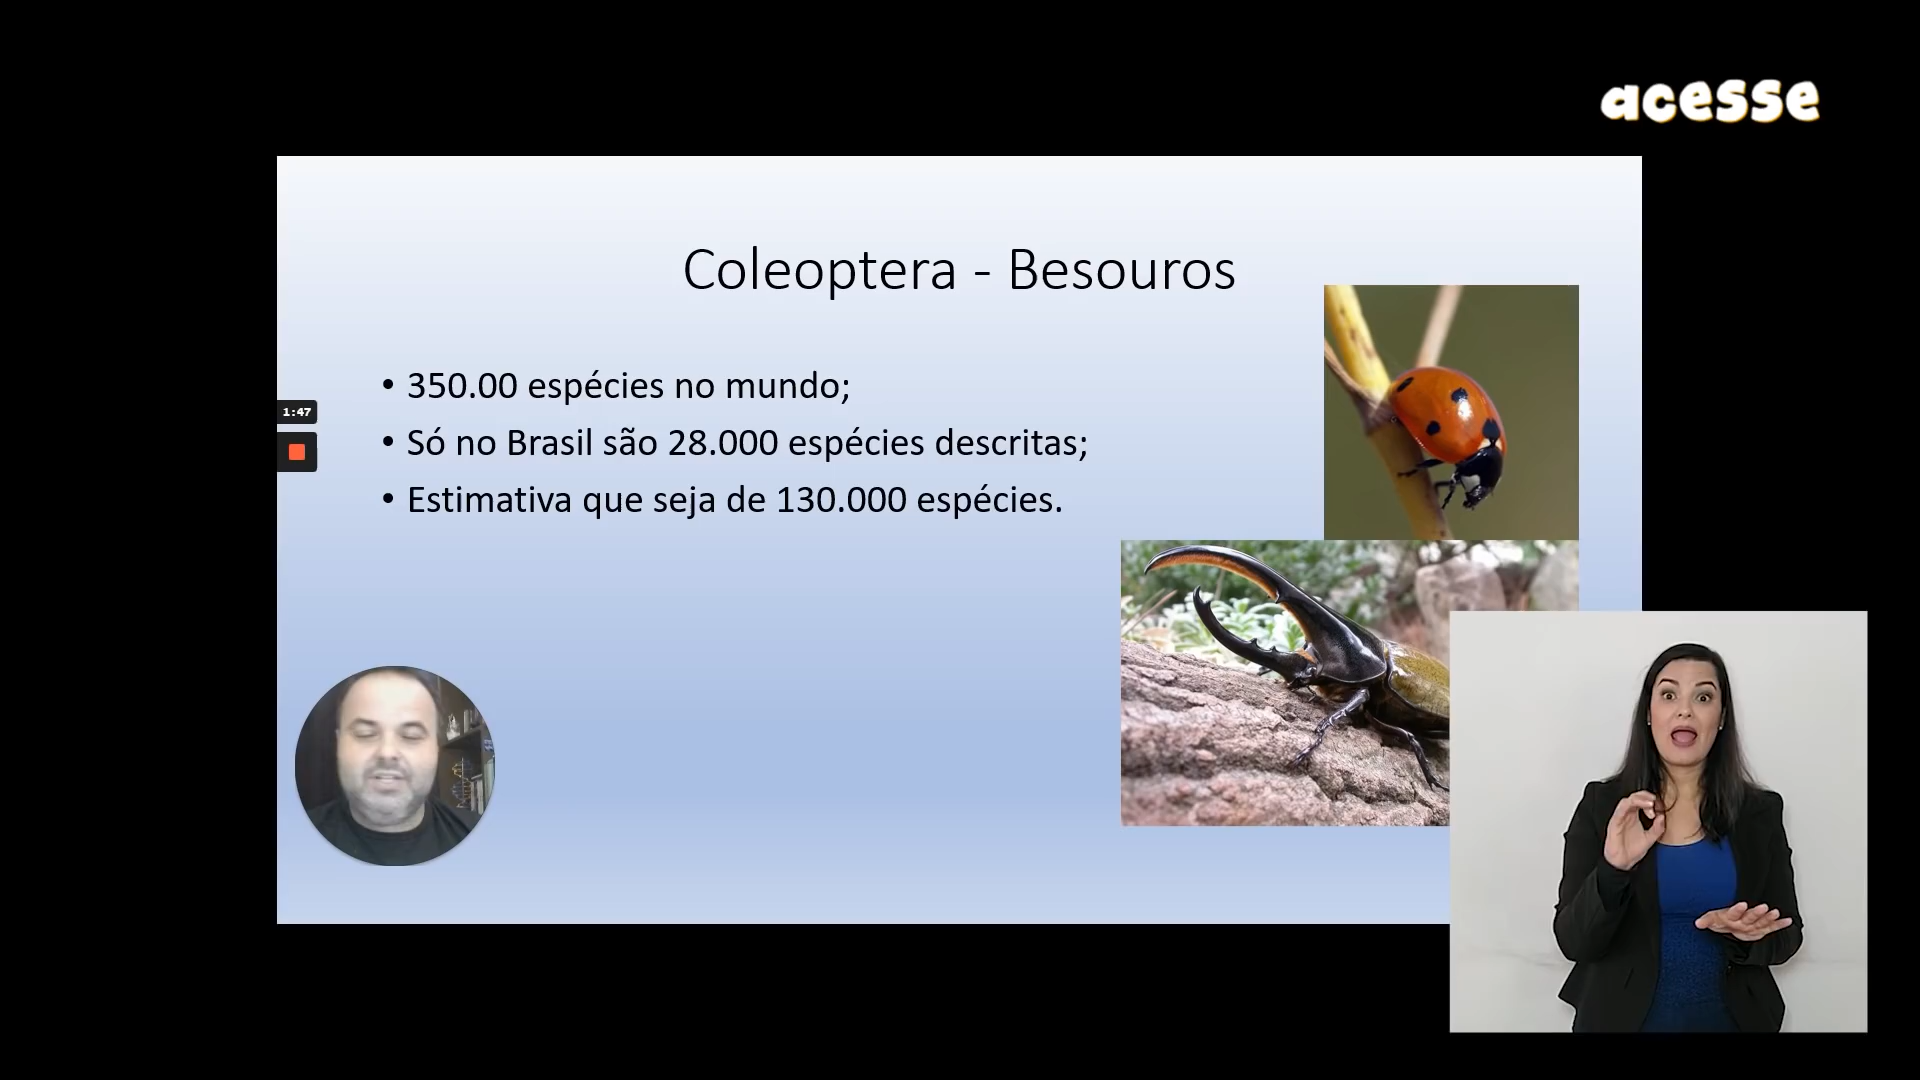 acesse
Coleoptera - Besouros
• 350.00 espécies no mundo;
1:47
• Só no Brasil são 28.000 espécies descritas;
• Estimativa que seja de 130.000 espécies.